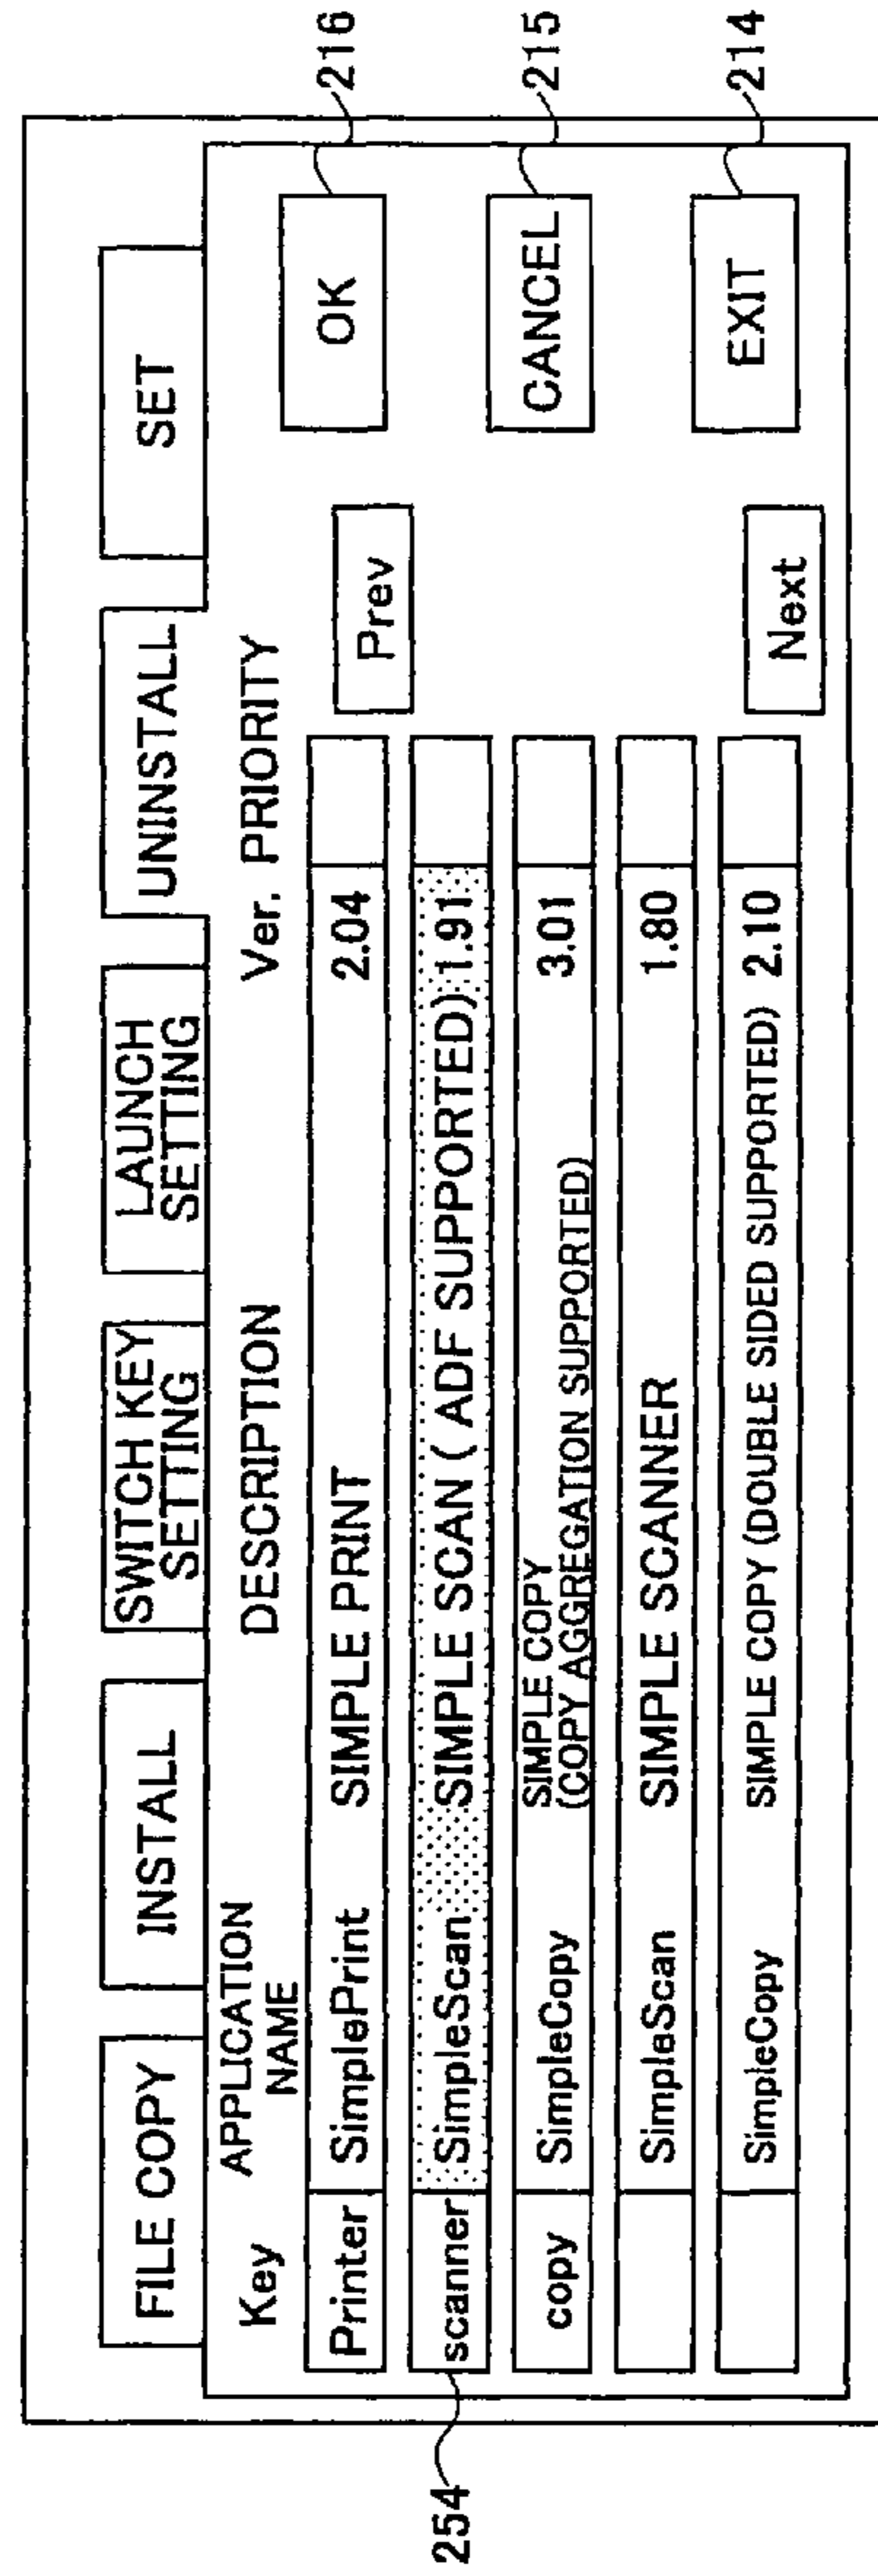 FILE COPY
INSTALL
SWITCH KEY
SETTING
LAUNCH
SETTING
UNINSTALL
SET
Key
APPLICATION
NAME
DESCRIPTION
Ver.
PRIORITY
Printer SimplePrint SIMPLE PRINT 2.04
scanner SimpleScan SIMPLE SCAN ( ADF SUPPORTED) 1.91
copy SimpleCopy SIMPLE COPY
(COPY AGGREGATION SUPPORTED) 3.01
SimpleScan SIMPLE SCANNER 1.80
SimpleCopy SIMPLE COPY (DOUBLE SIDED SUPPORTED) 2.10
Prev
Next
OK
CANCEL
EXIT
216
215
214
254